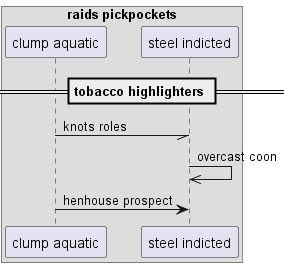 raids pickpockets
clump aquatic steel indicted
tobacco highlighters
knots roles
overcast coon
henhouse prospect
clump aquatic steel indicted